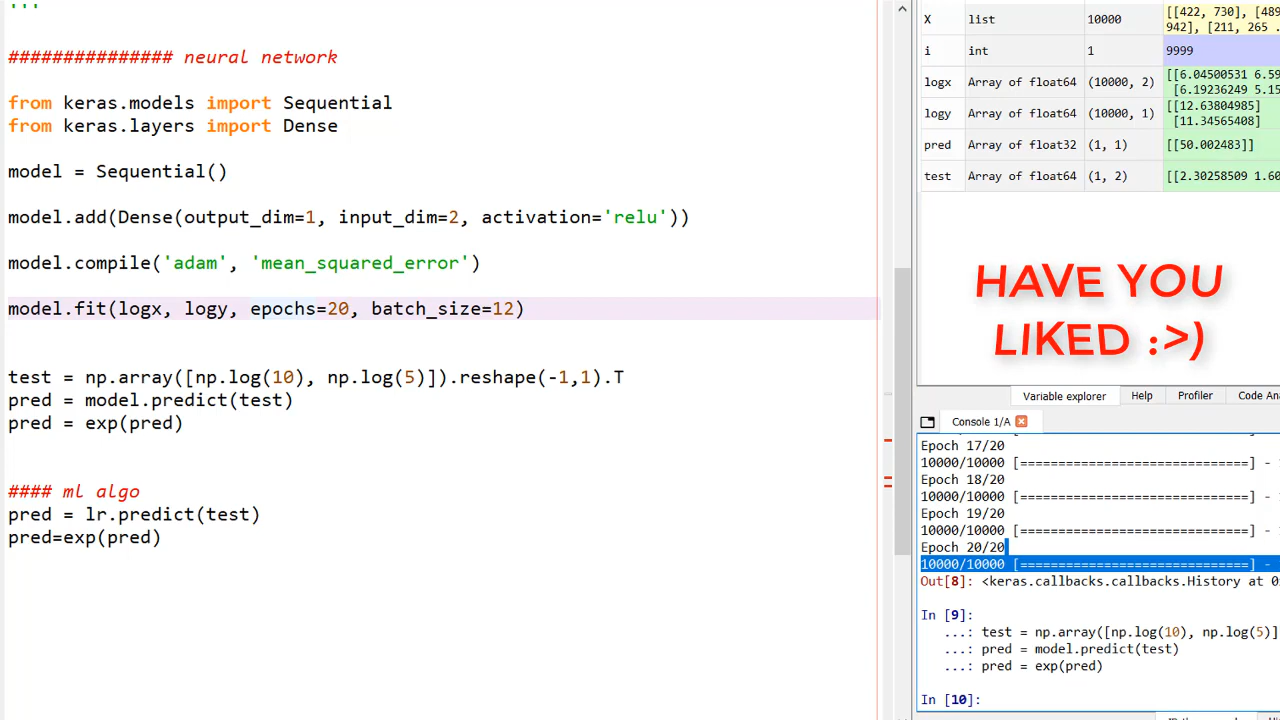 '''
############### neural network
from keras.models import Sequential
from keras.layers import Dense
model = Sequential()
model.add(Dense(output_dim=1, input_dim=2, activation='relu'))
model.compile('adam', 'mean_squared_error')
model.fit(logx, logy, epochs=20, batch_size=12)
test = np.array([np.log(10), np.log(5)]).reshape(-1,1).T
pred = model.predict(test)
pred = exp(pred)
#### ml algo
pred = lr.predict(test)
pred=exp(pred)
X list 10000 [[422, 730], [489
942], [211, 265 .
i int 1 9999
logx Array of float64 (10000, 2) [[6.04500531 6.59
[6.19236249 5.15
logy Array of float64 (10000, 1) [[12.63804985]
[11.34565408]
pred Array of float32 (1, 1) [[50.002483]]
test Array of float64 (1, 2) [[2.30258509 1.60
HAVE YOU
LIKED :>)
Variable explorer Help Profiler Code An
Console 1/A
Epoch 17/20
10000/10000 [==============================] -
Epoch 18/20
10000/10000 [==============================] -
Epoch 19/20
10000/10000 [==============================] -
Epoch 20/20
10000/10000 [==============================] -
Out[8]: <keras.callbacks.callbacks.History at 0
In [9]:
...: test = np.array([np.log(10), np.log(5)]
...: pred = model.predict(test)
...: pred = exp(pred)
In [10]: